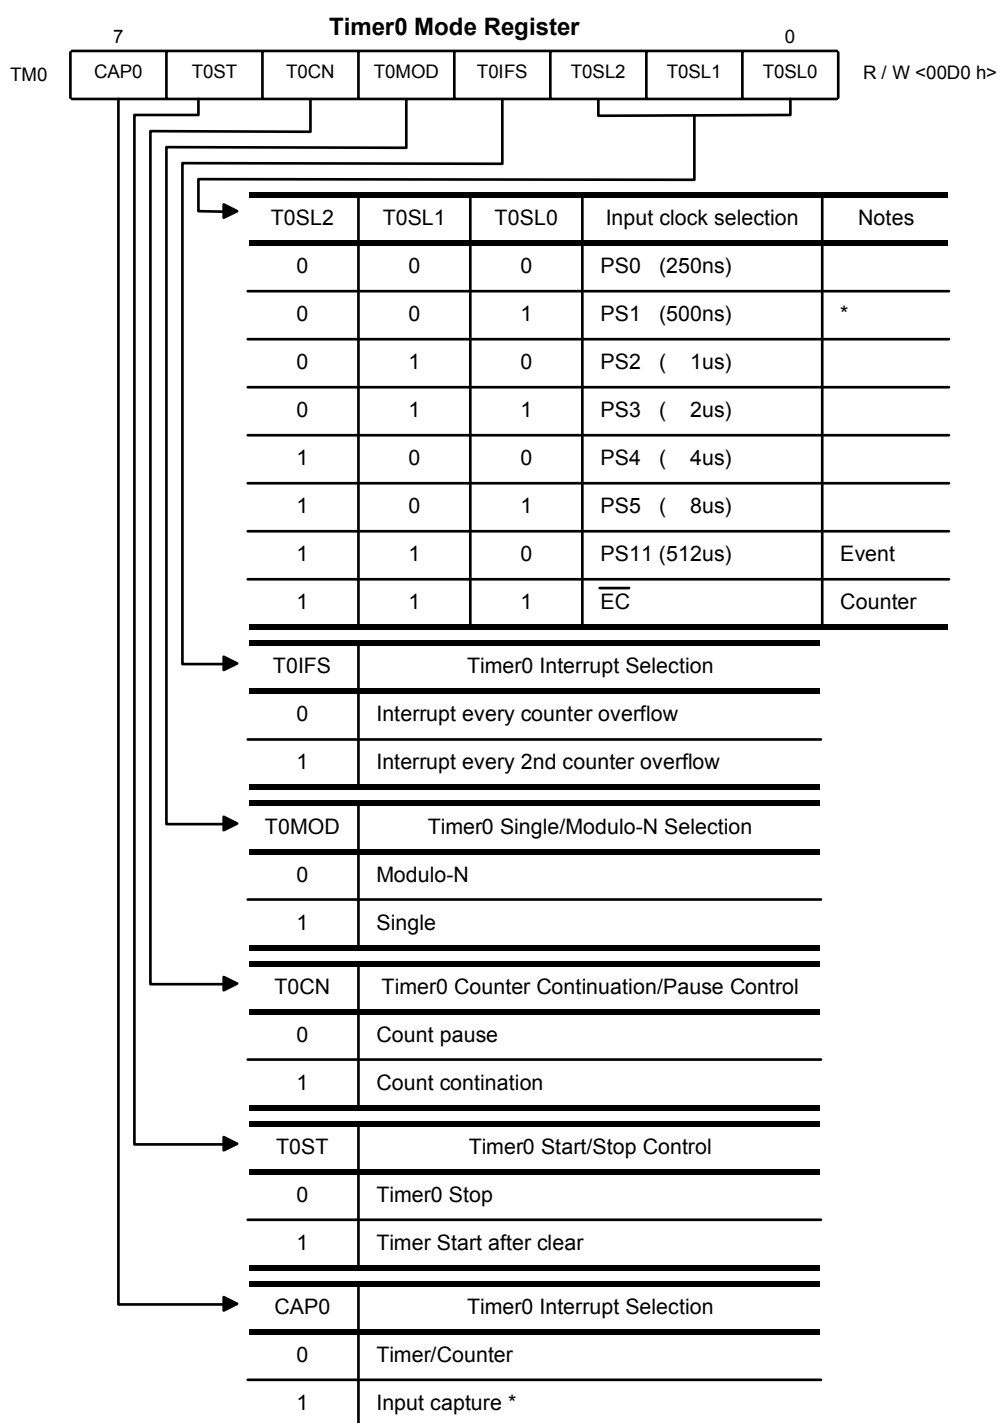 Timer0 Mode Register
7 0
TM0 CAP0 T0ST T0CN T0MOD T0IFS T0SL2 T0SL1 T0SL0 R / W <00D0 h>
T0SL2 T0SL1 T0SL0 Input clock selection Notes
0 0 0 PS0 (250ns)
0 0 1 PS1 (500ns) *
0 1 0 PS2 ( 1us)
0 1 1 PS3 ( 2us)
1 0 0 PS4 ( 4us)
1 0 1 PS5 ( 8us)
1 1 0 PS11 (512us) Event
1 1 1 E̅C̅ Counter
T0IFS Timer0 Interrupt Selection
0 Interrupt every counter overflow
1 Interrupt every 2nd counter overflow
T0MOD Timer0 Single/Modulo-N Selection
0 Modulo-N
1 Single
T0CN Timer0 Counter Continuation/Pause Control
0 Count pause
1 Count contination
T0ST Timer0 Start/Stop Control
0 Timer0 Stop
1 Timer Start after clear
CAP0 Timer0 Interrupt Selection
0 Timer/Counter
1 Input capture *